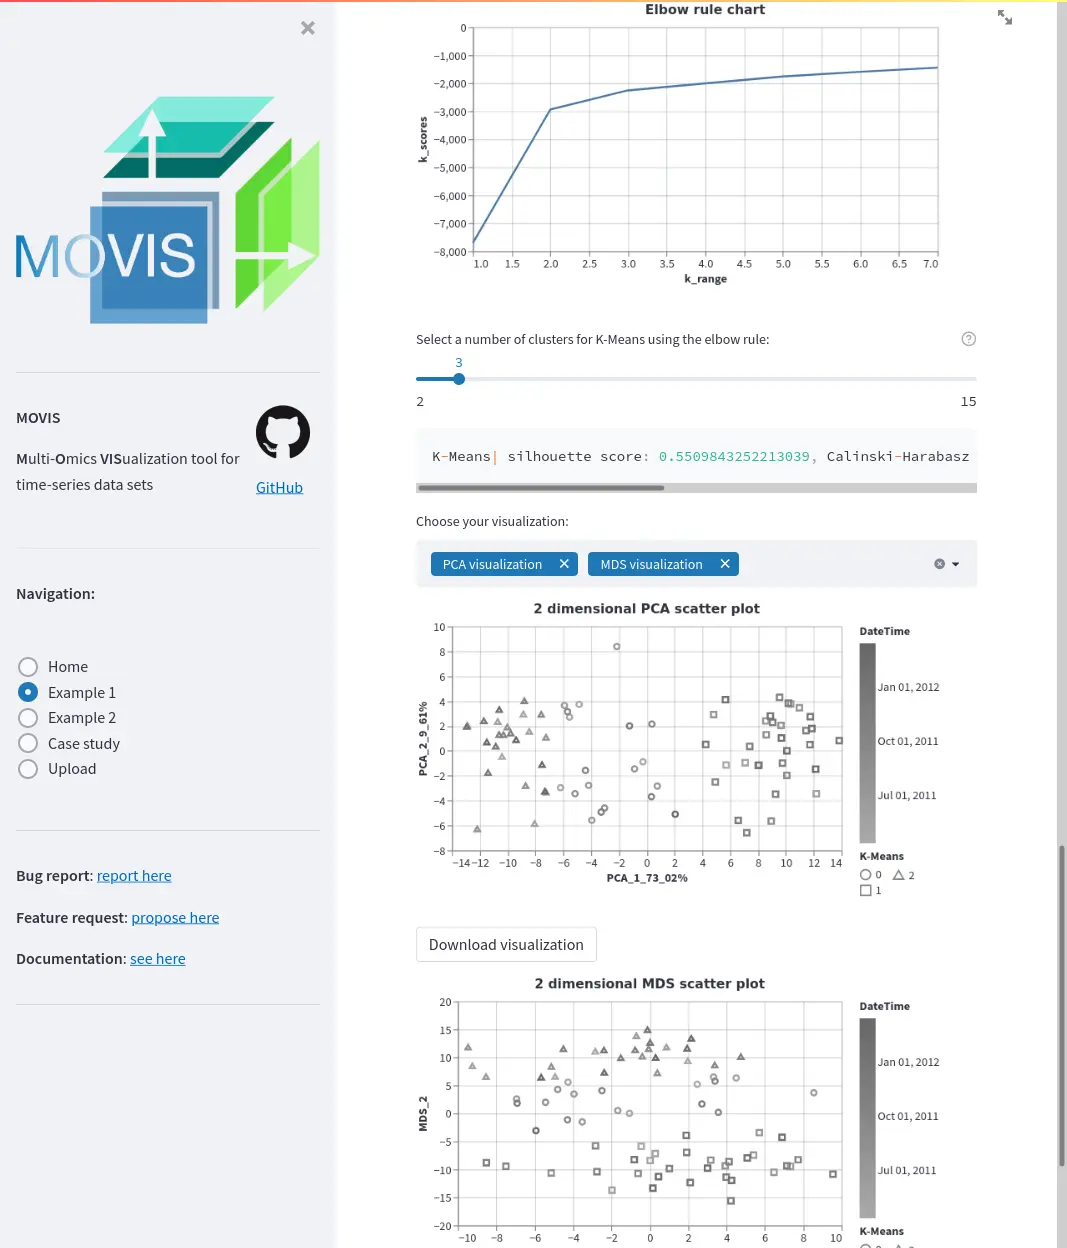 MOVIS
MOVIS
Multi-Omics VISualization tool for
time-series data sets
GitHub
Navigation:
Home
Example 1
Example 2
Case study
Upload
Bug report: report here
Feature request: propose here
Documentation: see here
Elbow rule chart
0
−1,000
−2,000
−3,000
−4,000
−5,000
−6,000
−7,000
−8,000
k_scores
1.0 1.5 2.0 2.5 3.0 3.5 4.0 4.5 5.0 5.5 6.0 6.5 7.0
k_range
Select a number of clusters for K-Means using the elbow rule:
3
2 15
K-Means| silhouette score: 0.5509843252213039, Calinski-Harabasz
Choose your visualization:
PCA visualization MDS visualization
2 dimensional PCA scatter plot
10
8
6
4
2
0
−2
−4
−6
−8
PCA_2_9_61%
−14 −12 −10 −8 −6 −4 −2 0 2 4 6 8 10 12 14
PCA_1_73_02%
DateTime
Jan 01, 2012
Oct 01, 2011
Jul 01, 2011
K-Means
0 2
1
Download visualization
2 dimensional MDS scatter plot
20
15
10
5
0
−5
−10
−15
−20
MDS_2
−10 −8 −6 −4 −2 0 2 4 6 8 10
DateTime
Jan 01, 2012
Oct 01, 2011
Jul 01, 2011
K-Means